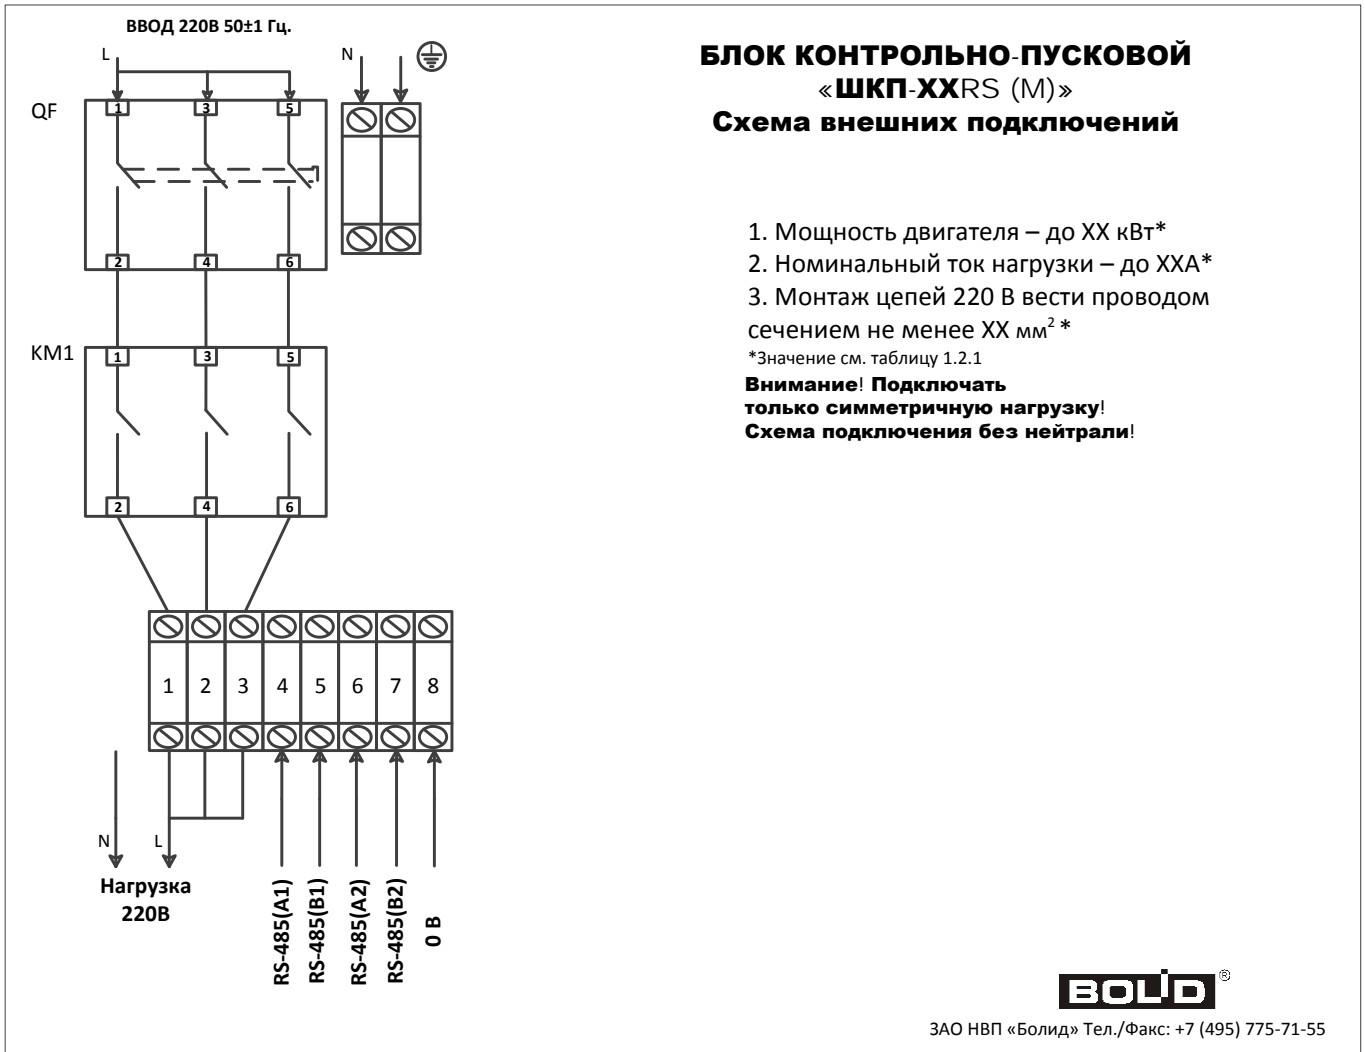 ВВОД 220В 50±1 Гц.
L
N
QF
1 3 5
2 4 6
KM1
1 3 5
2 4 6
1 2 3 4 5 6 7 8
N L
Нагрузка
220В
RS-485(A1)
RS-485(B1)
RS-485(A2)
RS-485(B2)
0 В
БЛОК КОНТРОЛЬНО-ПУСКОВОЙ
«ШКП-ХХRS (М)»
Схема внешних подключений
1. Мощность двигателя – до ХХ кВт*
2. Номинальный ток нагрузки – до ХХА*
3. Монтаж цепей 220 В вести проводом
сечением не менее ХХ мм² *
*Значение см. таблицу 1.2.1
Внимание! Подключать
только симметричную нагрузку!
Схема подключения без нейтрали!
BOLID®
ЗАО НВП «Болид» Тел./Факс: +7 (495) 775-71-55